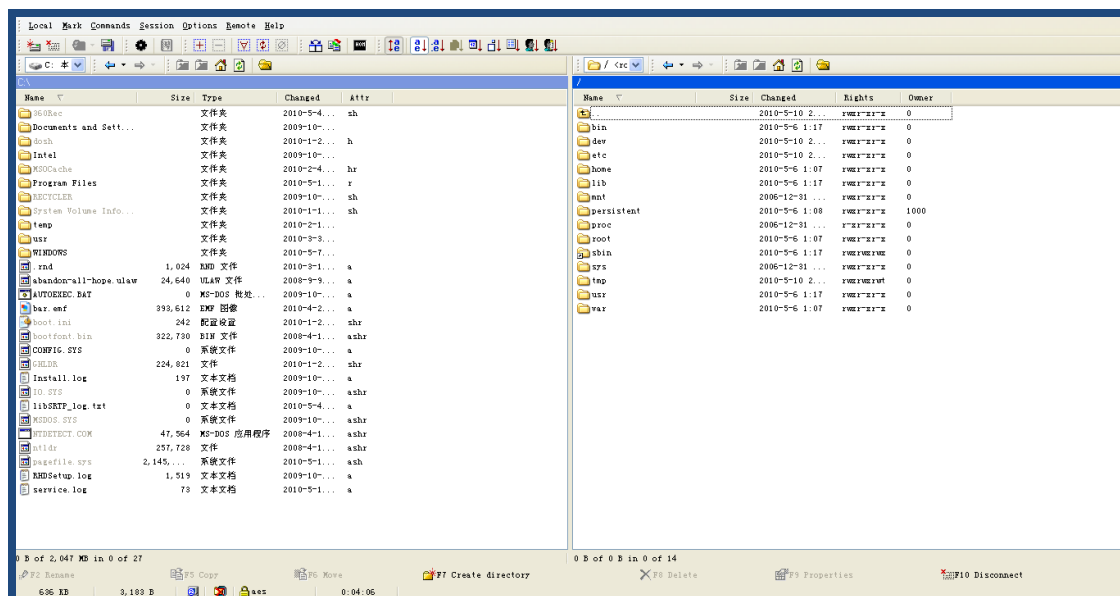 Local Mark Commands Session Options Remote Help
C: 本
/ <rc
C:\
/
Name Size Type Changed Attr
360Rec 文件夹 2010-5-4... sh
Documents and Sett... 文件夹 2009-10-...
dosh 文件夹 2010-1-2... h
Intel 文件夹 2009-10-...
MSOCache 文件夹 2010-2-4... hr
Program Files 文件夹 2010-5-1... r
RECYCLER 文件夹 2009-10-... sh
System Volume Info... 文件夹 2010-1-1... sh
temp 文件夹 2010-2-1...
usr 文件夹 2010-3-3...
WINDOWS 文件夹 2010-5-7...
.rnd 1,024 RND 文件 2010-3-1... a
abandon-all-hope.ulaw 24,640 ULAW 文件 2008-9-9... a
AUTOEXEC.BAT 0 MS-DOS 批处... 2009-10-... a
bar.emf 393,612 EMF 图像 2010-4-2... a
boot.ini 242 配置设置 2010-1-2... shr
bootfont.bin 322,730 BIN 文件 2008-4-1... ashr
CONFIG.SYS 0 系统文件 2009-10-... a
GHLDR 224,821 文件 2010-1-2... shr
Install.log 197 文本文档 2009-10-... a
IO.SYS 0 系统文件 2009-10-... ashr
libSRTP_log.txt 0 文本文档 2010-5-4... a
MSDOS.SYS 0 系统文件 2009-10-... ashr
NTDETECT.COM 47,564 MS-DOS 应用程序 2008-4-1... ashr
ntldr 257,728 文件 2008-4-1... ashr
pagefile.sys 2,145,... 系统文件 2010-5-1... ash
RHDSetup.log 1,519 文本文档 2009-10-... a
service.log 73 文本文档 2010-5-1... a
Name Size Changed Rights Owner
.. 2010-5-10 2... rwxr-xr-x 0
bin 2010-5-6 1:17 rwxr-xr-x 0
dev 2010-5-10 2... rwxr-xr-x 0
etc 2010-5-10 2... rwxr-xr-x 0
home 2010-5-6 1:07 rwxr-xr-x 0
lib 2010-5-6 1:17 rwxr-xr-x 0
mnt 2006-12-31 ... rwxr-xr-x 0
persistent 2010-5-6 1:08 rwxr-xr-x 1000
proc 2006-12-31 ... r-xr-xr-x 0
root 2010-5-6 1:07 rwxr-xr-x 0
sbin 2010-5-6 1:17 rwxrwxrwx 0
sys 2006-12-31 ... rwxr-xr-x 0
tmp 2010-5-10 2... rwxrwxrwt 0
usr 2010-5-6 1:17 rwxr-xr-x 0
var 2010-5-6 1:07 rwxr-xr-x 0
0 B of 2,047 MB in 0 of 27
0 B of 0 B in 0 of 14
F2 Rename F5 Copy F6 Move F7 Create directory F8 Delete F9 Properties F10 Disconnect
636 KB 3,183 B aes 0:04:06